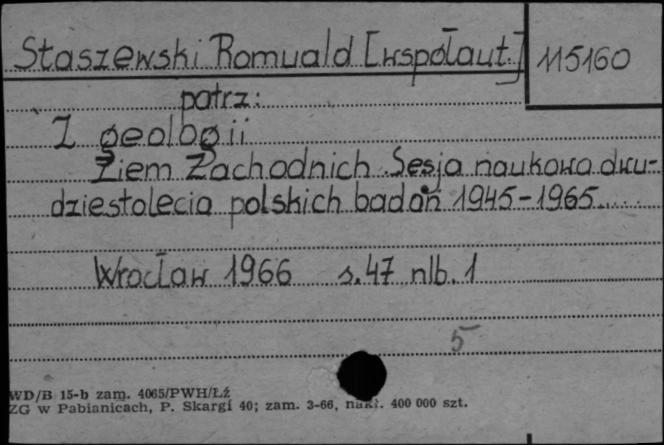 Staszewski Romuald [współaut.] 115160
patrz:
Z geologii
Ziem Zachodnich. Sesja naukowa dwu-
dziestolecia polskich badań 1945-1965.
Wrocław 1966 s. 47 nlb. 1
5
WD/B 15-b zam. 4065/PWH/Łź
ZG w Pabianicach, P. Skargi 40; zam. 3-66, nakł. 400 000 szt.